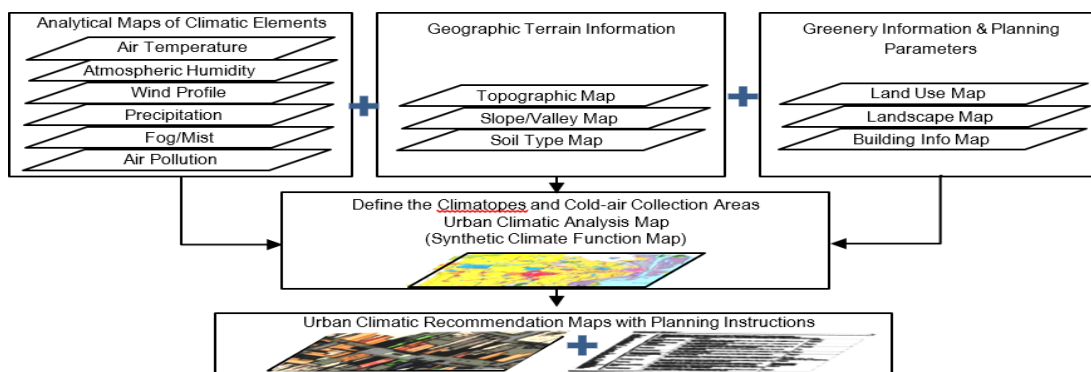 Analytical Maps of Climatic Elements
Air Temperature
Atmospheric Humidity
Wind Profile
Precipitation
Fog/Mist
Air Pollution
Geographic Terrain Information
Topographic Map
Slope/Valley Map
Soil Type Map
Greenery Information & Planning
Parameters
Land Use Map
Landscape Map
Building Info Map
Define the Climatopes and Cold-air Collection Areas
Urban Climatic Analysis Map
(Synthetic Climate Function Map)
Urban Climatic Recommendation Maps with Planning Instructions